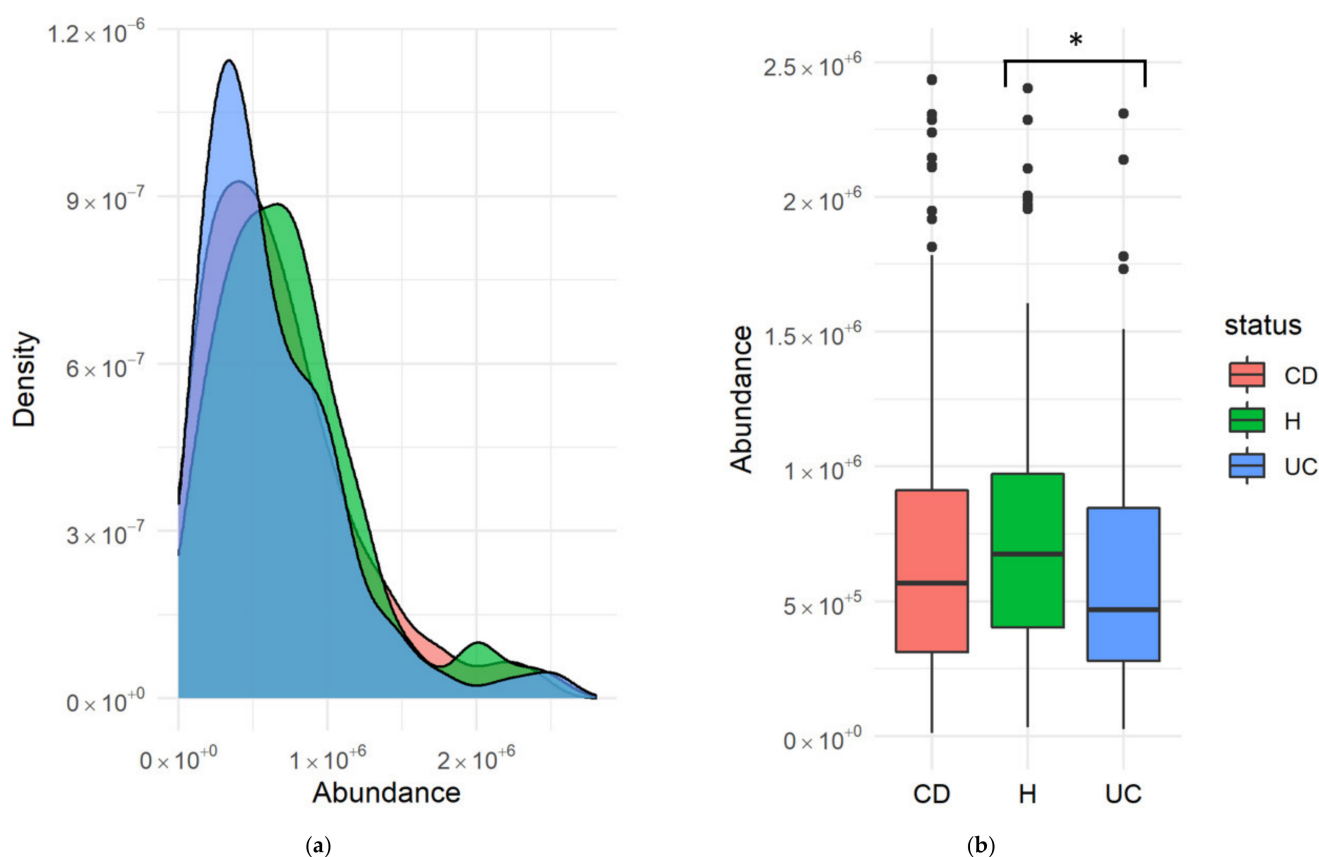 1.2 × 10⁻⁶
9 × 10⁻⁷
6 × 10⁻⁷
3 × 10⁻⁷
0 × 10⁺⁰
Density
0 × 10⁺⁰ 1 × 10⁺⁶ 2 × 10⁺⁶
Abundance
(a)
*
2.5 × 10⁺⁶
2 × 10⁺⁶
1.5 × 10⁺⁶
1 × 10⁺⁶
5 × 10⁺⁵
0 × 10⁺⁰
Abundance
CD H UC
status
CD
H
UC
(b)